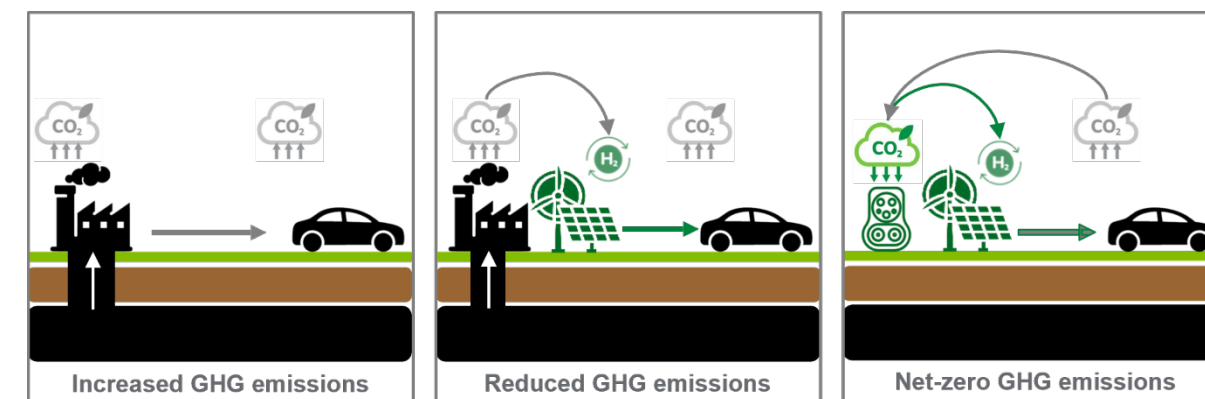 CO₂
CO₂
Increased GHG emissions
CO₂
H₂
CO₂
Reduced GHG emissions
CO₂
H₂
CO₂
Net-zero GHG emissions